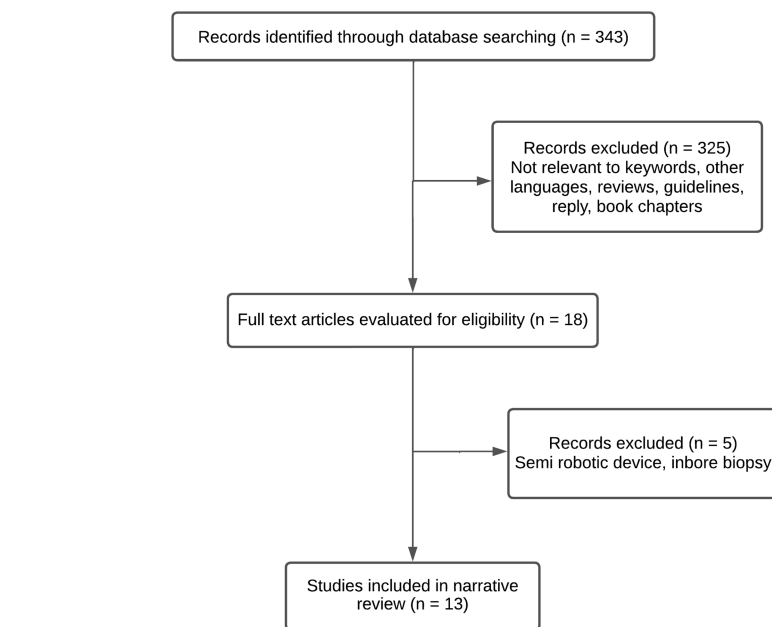 Records identified throough database searching (n = 343)
Records excluded (n = 325)
Not relevant to keywords, other
languages, reviews, guidelines,
reply, book chapters
Full text articles evaluated for eligibility (n = 18)
Records excluded (n = 5)
Semi robotic device, inbore biopsy
Studies included in narrative
review (n = 13)